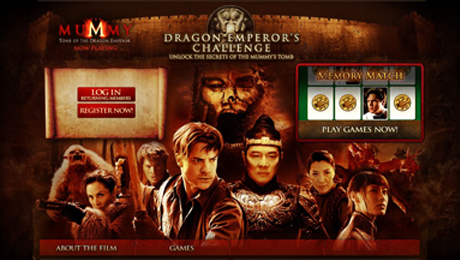 THE
MUMMY
TOMB OF THE DRAGON EMPEROR
NOW PLAYING
DRAGON EMPEROR'S
CHALLENGE
UNLOCK THE SECRETS OF THE MUMMY'S TOMB
LOG IN
RETURNING MEMBERS
REGISTER NOW!
MEMORY MATCH
PLAY GAMES NOW!
ABOUT THE FILM
GAMES